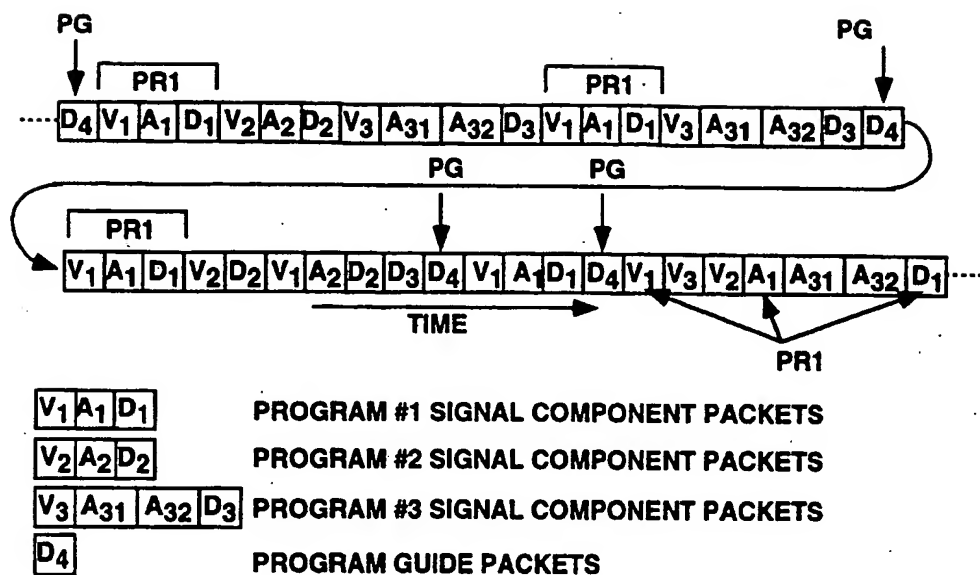 PG PG
PR1 PR1
D4 V1 A1 D1 V2 A2 D2 V3 A31 A32 D3 V1 A1 D1 V3 A31 A32 D3 D4
PG PG
PR1
V1 A1 D1 V2 D2 V1 A2 D2 D3 D4 V1 A1 D1 D4 V1 V3 V2 A1 A31 A32 D1
TIME
PR1
V1 A1 D1 PROGRAM #1 SIGNAL COMPONENT PACKETS
V2 A2 D2 PROGRAM #2 SIGNAL COMPONENT PACKETS
V3 A31 A32 D3 PROGRAM #3 SIGNAL COMPONENT PACKETS
D4 PROGRAM GUIDE PACKETS